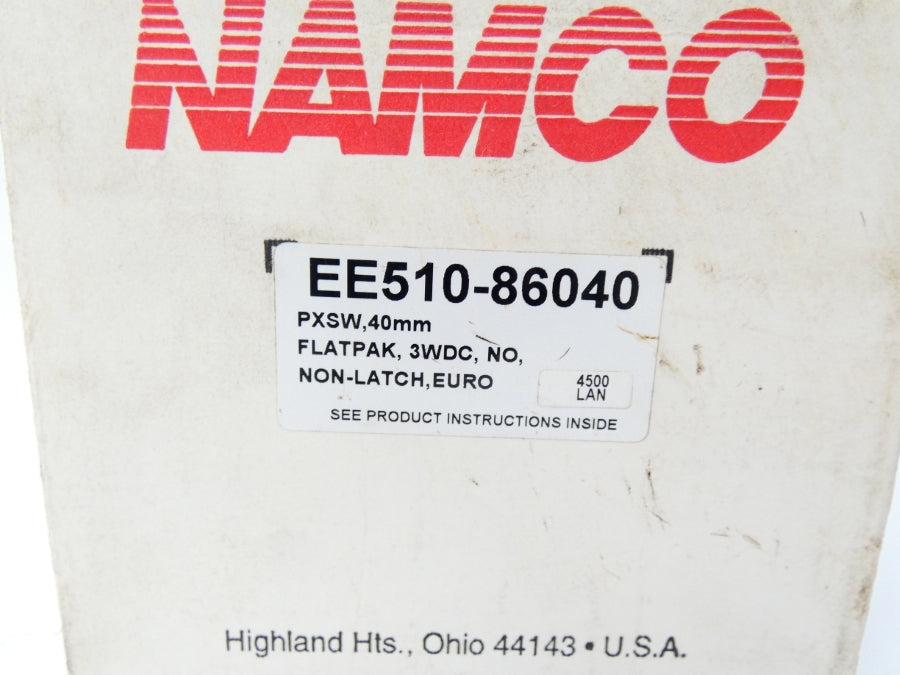 NAMCO
EE510-86040
PXSW,40mm
FLATPAK, 3WDC, NO,
NON-LATCH,EURO
4500
LAN
SEE PRODUCT INSTRUCTIONS INSIDE
Highland Hts., Ohio 44143 • U.S.A.